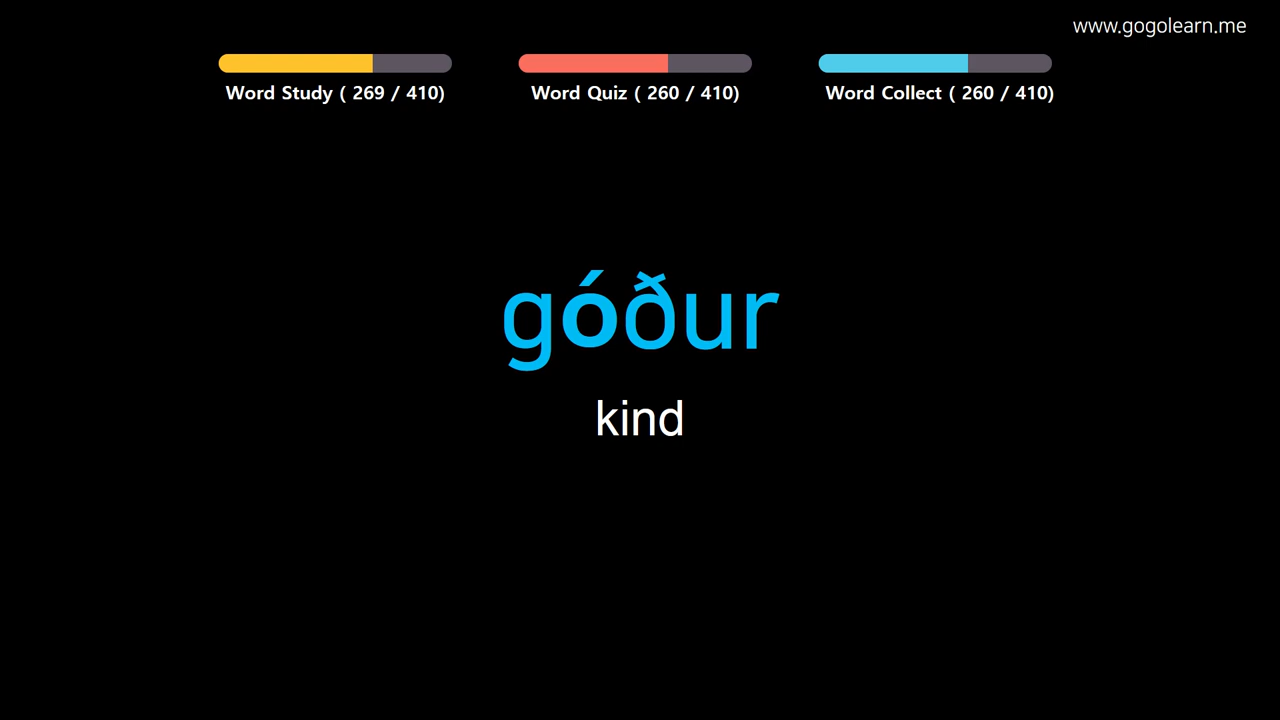 www.gogolearn.me
Word Study ( 269 / 410)
Word Quiz ( 260 / 410)
Word Collect ( 260 / 410)
góður
kind